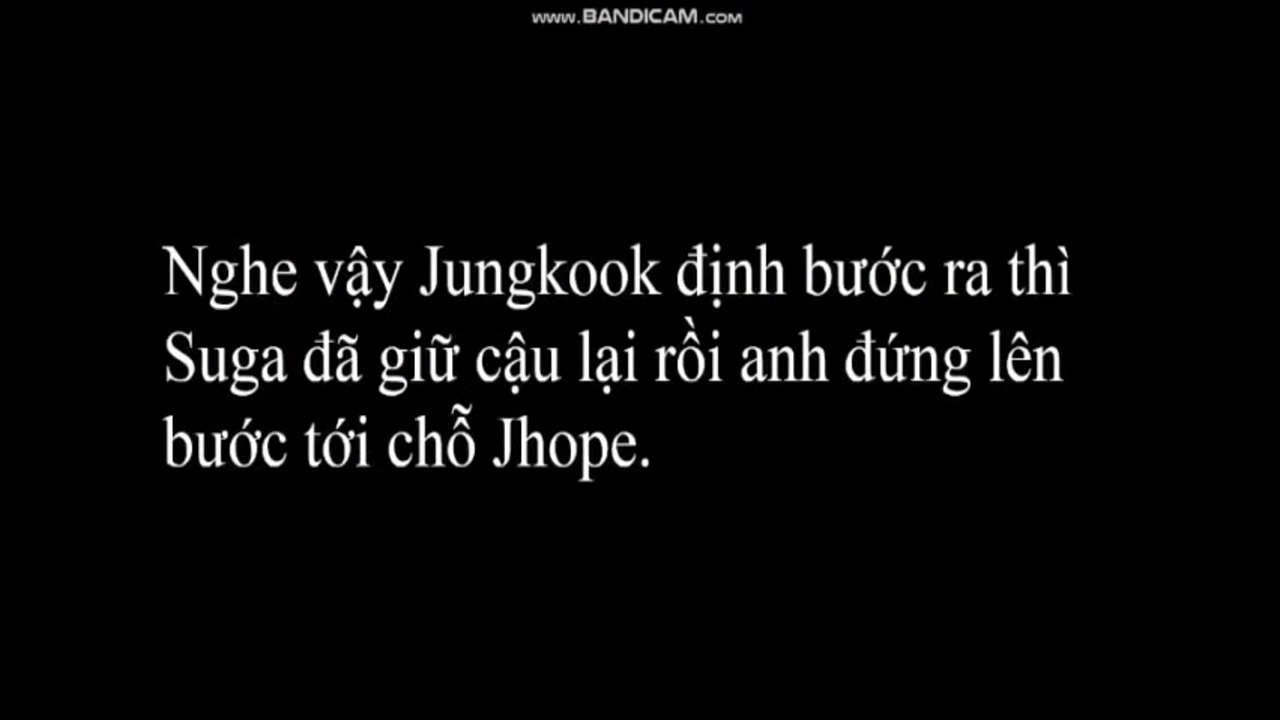 www.BANDICAM.com
Nghe vậy Jungkook định bước ra thì
Suga đã giữ cậu lại rồi anh đứng lên
bước tới chỗ Jhope.